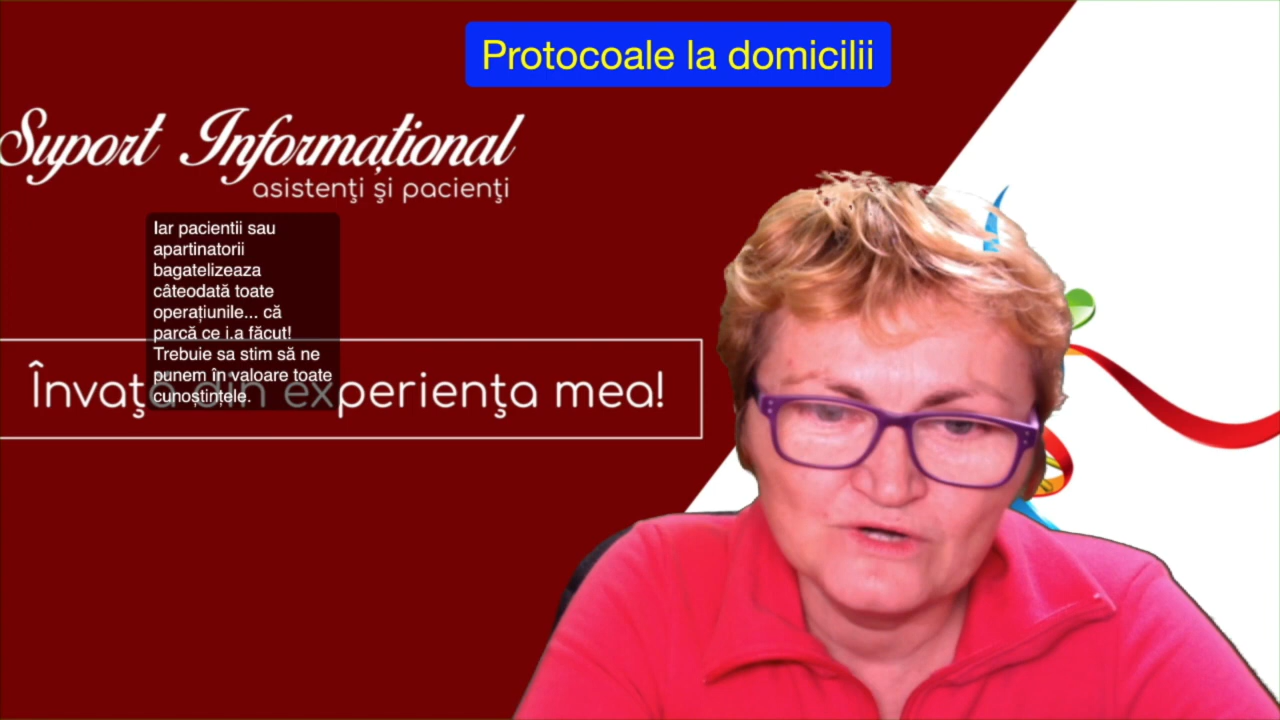 Protocoale la domicilii
Suport Informațional
asistenți și pacienți
Iar pacientii sau
apartinatorii
bagatelizeaza
câteodată toate
operațiunile... că
parcă ce i.a făcut!
Trebuie sa stim să ne
punem în valoare toate
cunoștințele.
Învață din experiența mea!